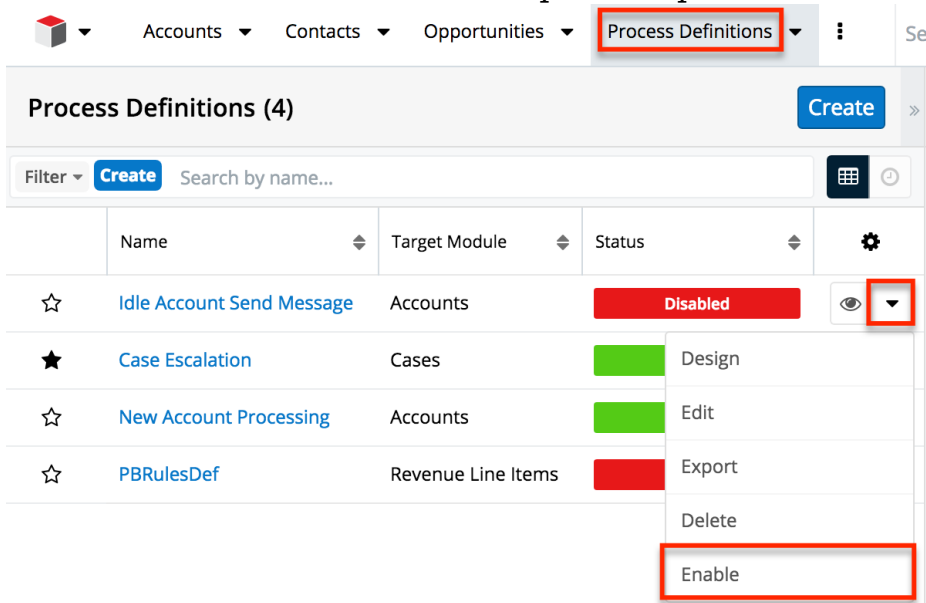 Accounts Contacts Opportunities Process Definitions Se
Process Definitions (4) Create »
Filter Create Search by name...
Name Target Module Status
Idle Account Send Message Accounts Disabled
Case Escalation Cases
Design
New Account Processing Accounts
Edit
PBRulesDef Revenue Line Items
Export
Delete
Enable